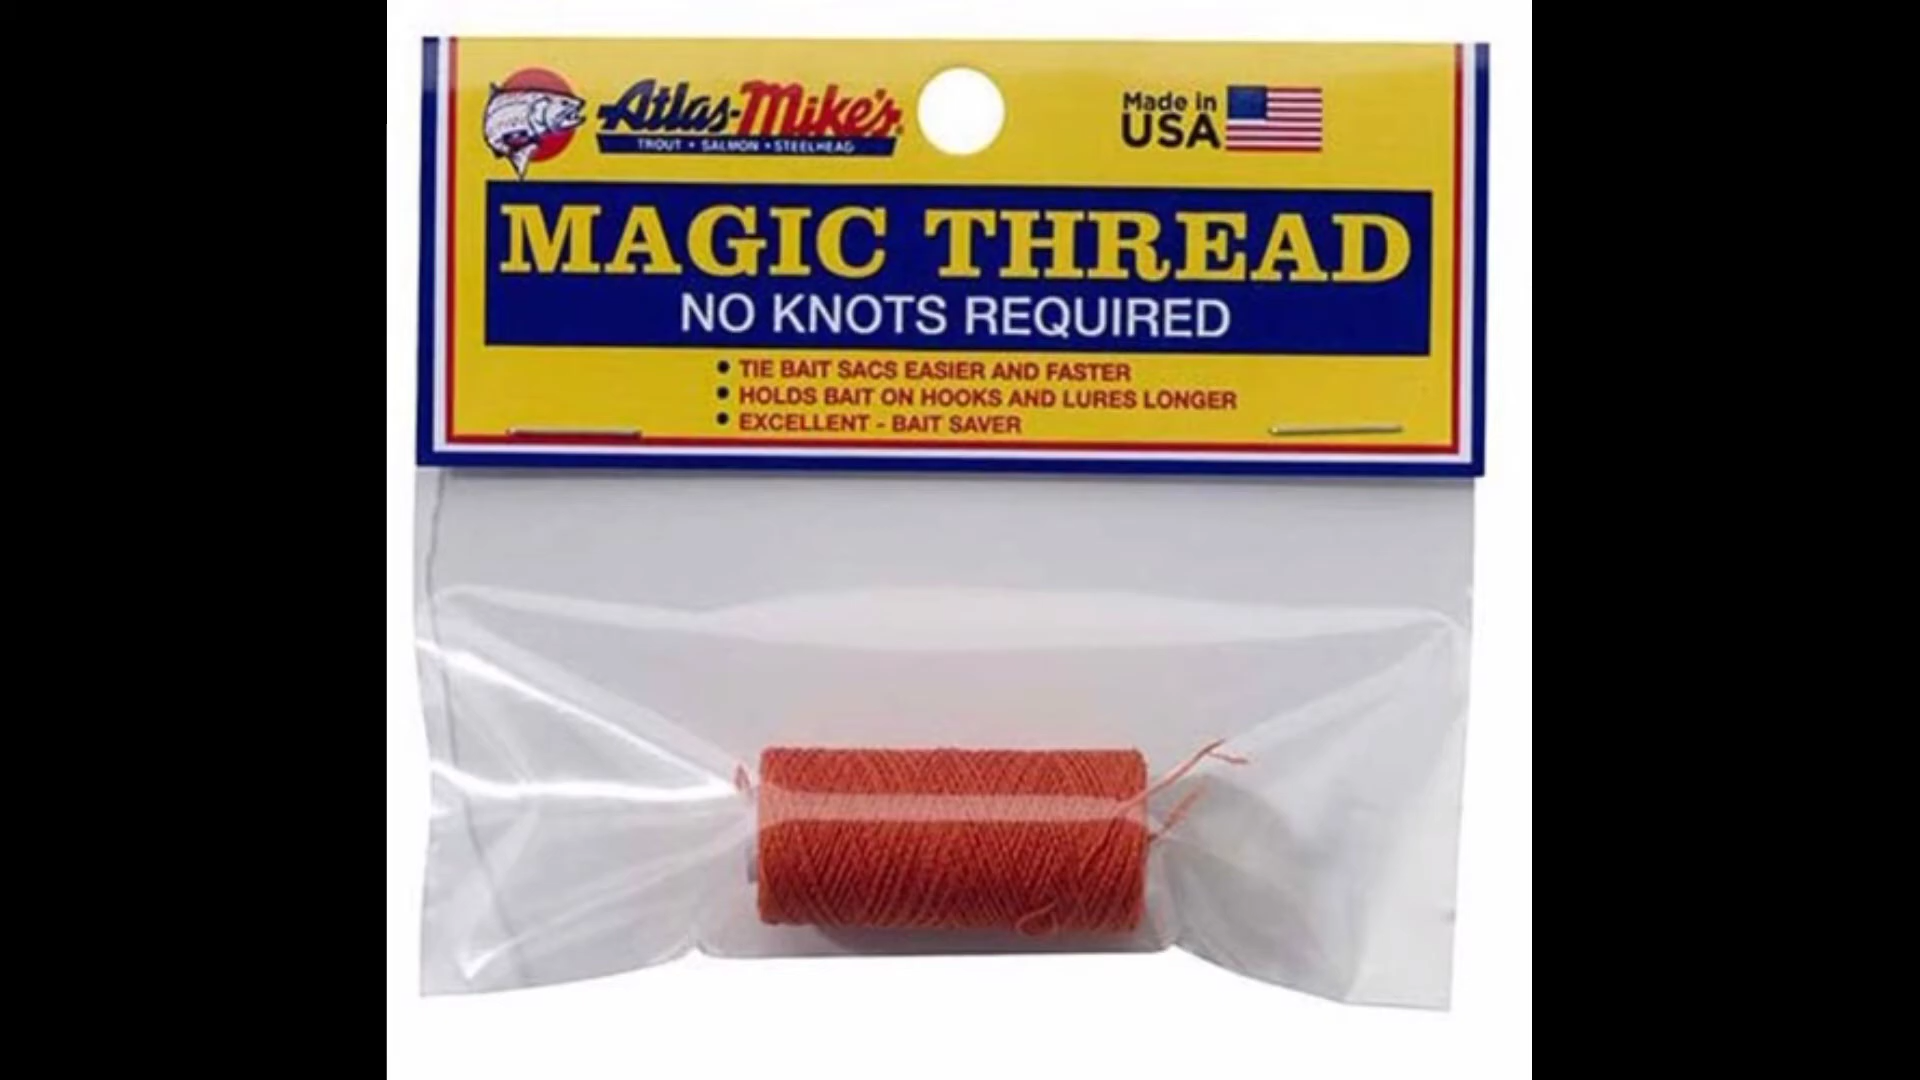 Atlas-Mike's
TROUT • SALMON • STEELHEAD
Made in
USA
MAGIC THREAD
NO KNOTS REQUIRED
• TIE BAIT SACS EASIER AND FASTER
• HOLDS BAIT ON HOOKS AND LURES LONGER
• EXCELLENT - BAIT SAVER